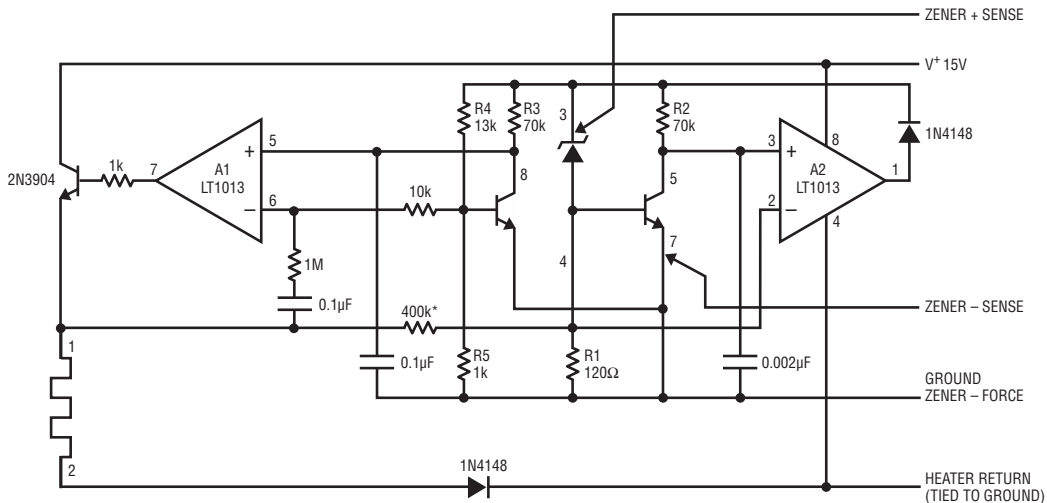 ZENER + SENSE
V+ 15V
R4
13k
R3
70k
3
R2
70k
1N4148
2N3904
1k
7
A1
LT1013
+
–
5
6
8
10k
5
3
2
+
–
A2
LT1013
8
1
4
1M
4
7
0.1µF
400k*
ZENER – SENSE
1
0.1µF
R5
1k
R1
120Ω
0.002µF
GROUND
ZENER – FORCE
2
1N4148
HEATER RETURN
(TIED TO GROUND)